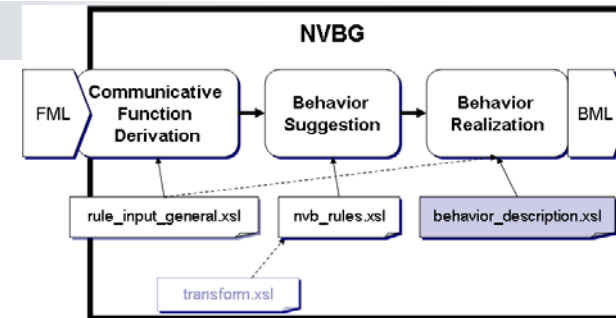 NVBG
FML
Communicative
Function
Derivation
Behavior
Suggestion
Behavior
Realization
BML
rule_input_general.xsl
nvb_rules.xsl
behavior_description.xsl
transform.xsl